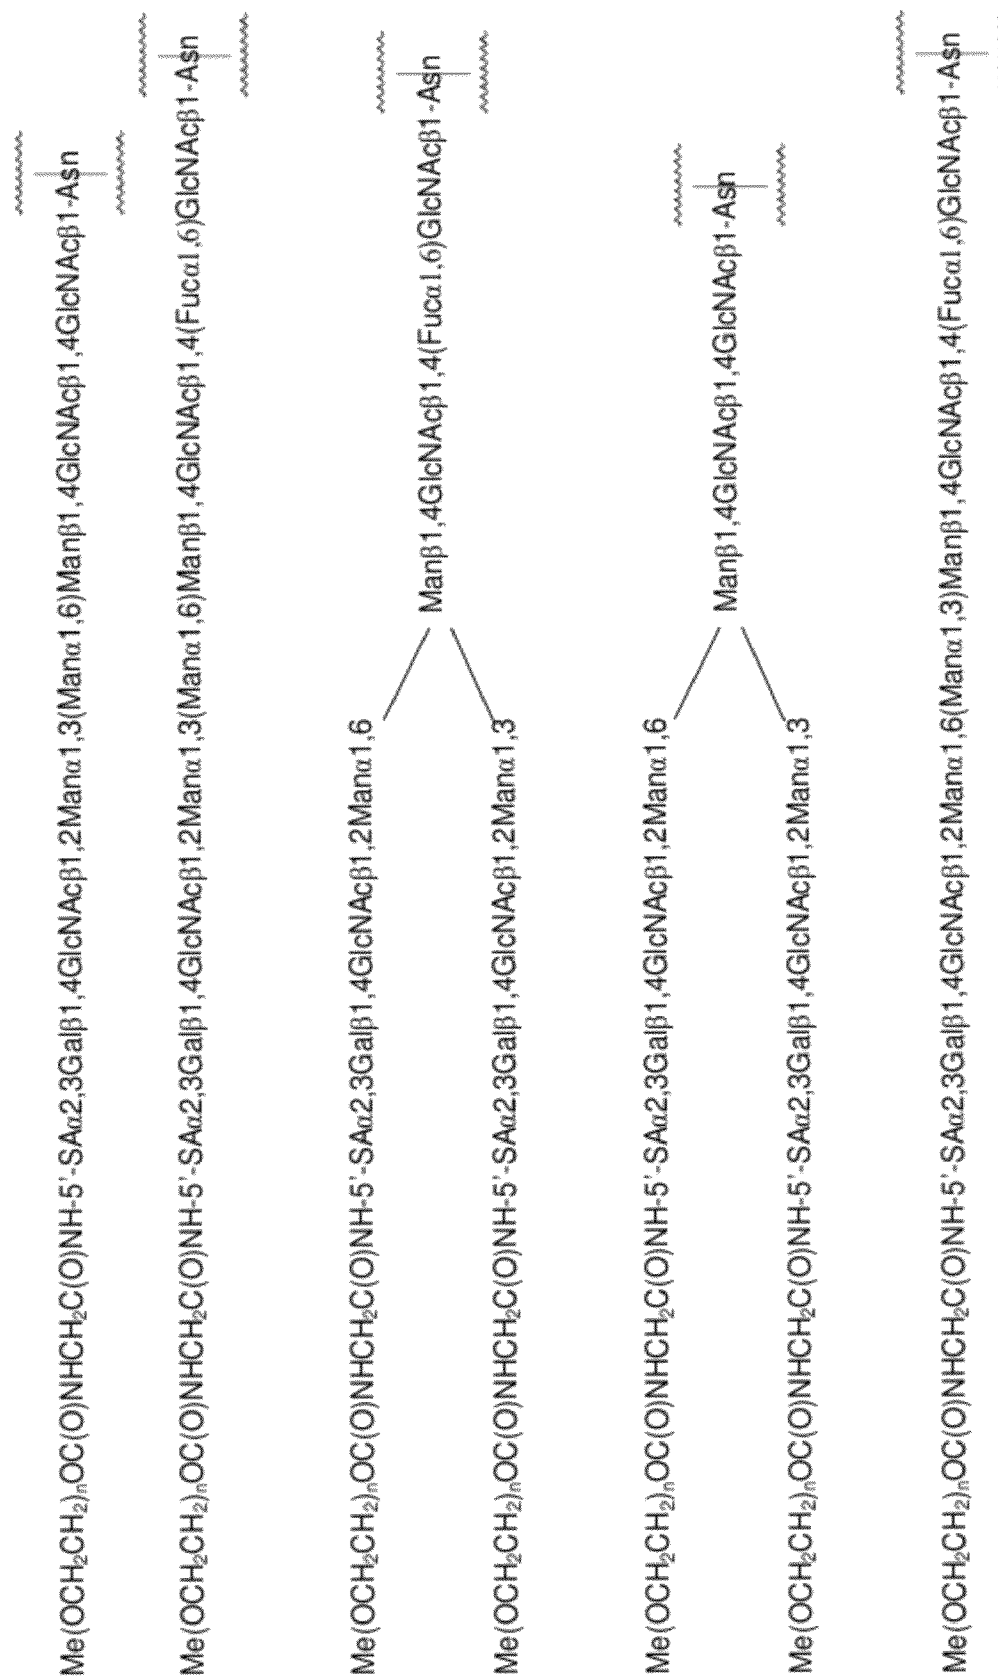 Me(OCH₂CH₂)ₙOC(O)NHCH₂C(O)NH-5'-SAα2,3Galβ1,4GlcNAcβ1,2Manα1,3(Manα1,6)Manβ1,4GlcNAcβ1,4GlcNAcβ1-Asn
Me(OCH₂CH₂)ₙOC(O)NHCH₂C(O)NH-5'-SAα2,3Galβ1,4GlcNAcβ1,2Manα1,3(Manα1,6)Manβ1,4GlcNAcβ1,4(Fucα1,6)GlcNAcβ1-Asn
Me(OCH₂CH₂)ₙOC(O)NHCH₂C(O)NH-5'-SAα2,3Galβ1,4GlcNAcβ1,2Manα1,6
Manβ1,4GlcNAcβ1,4(Fucα1,6)GlcNAcβ1-Asn
Me(OCH₂CH₂)ₙOC(O)NHCH₂C(O)NH-5'-SAα2,3Galβ1,4GlcNAcβ1,2Manα1,3
Me(OCH₂CH₂)ₙOC(O)NHCH₂C(O)NH-5'-SAα2,3Galβ1,4GlcNAcβ1,2Manα1,6
Manβ1,4GlcNAcβ1,4GlcNAcβ1-Asn
Me(OCH₂CH₂)ₙOC(O)NHCH₂C(O)NH-5'-SAα2,3Galβ1,4GlcNAcβ1,2Manα1,3
Me(OCH₂CH₂)ₙOC(O)NHCH₂C(O)NH-5'-SAα2,3Galβ1,4GlcNAcβ1,2Manα1,6(Manα1,3)Manβ1,4GlcNAcβ1,4(Fucα1,6)GlcNAcβ1-Asn